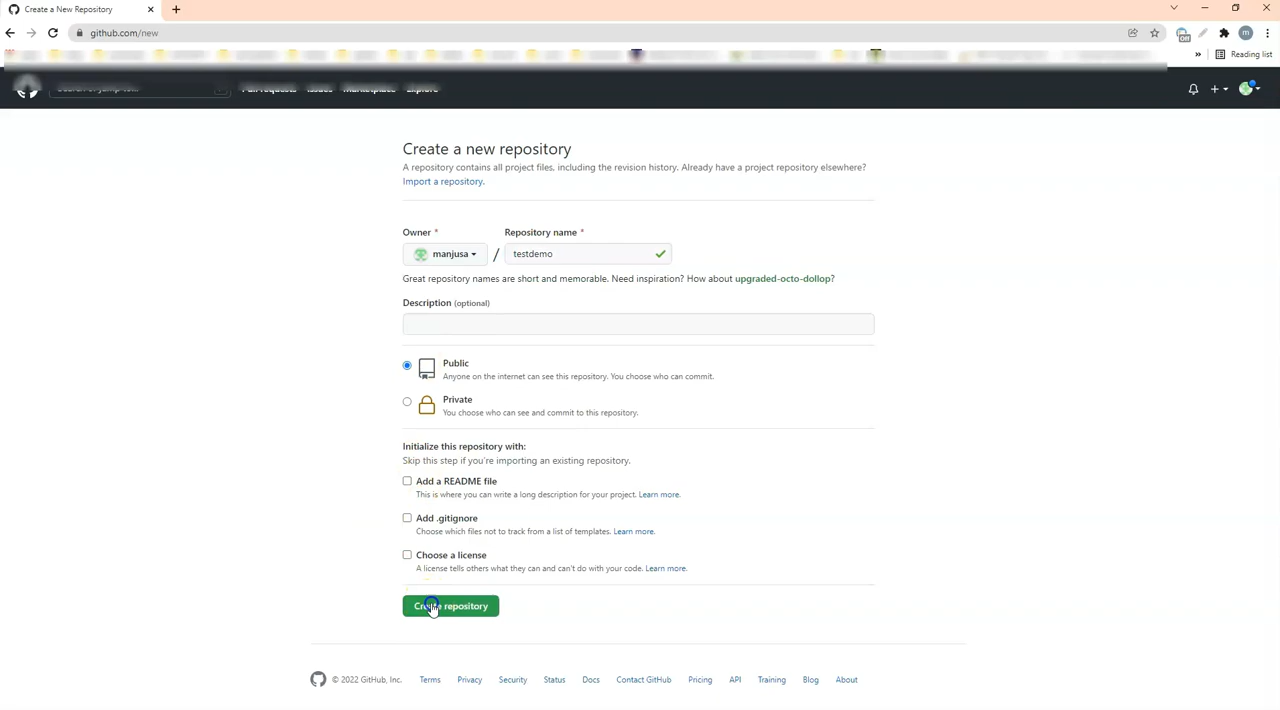 Create a New Repository
github.com/new
Off
m
» Reading list
Pull requests Issues Marketplace Explore
Create a new repository
A repository contains all project files, including the revision history. Already have a project repository elsewhere?
Import a repository.
Owner * Repository name *
manjusa / testdemo
Great repository names are short and memorable. Need inspiration? How about upgraded-octo-dollop?
Description (optional)
Public
Anyone on the internet can see this repository. You choose who can commit.
Private
You choose who can see and commit to this repository.
Initialize this repository with:
Skip this step if you're importing an existing repository.
Add a README file
This is where you can write a long description for your project. Learn more.
Add .gitignore
Choose which files not to track from a list of templates. Learn more.
Choose a license
A license tells others what they can and can't do with your code. Learn more.
Create repository
© 2022 GitHub, Inc. Terms Privacy Security Status Docs Contact GitHub Pricing API Training Blog About